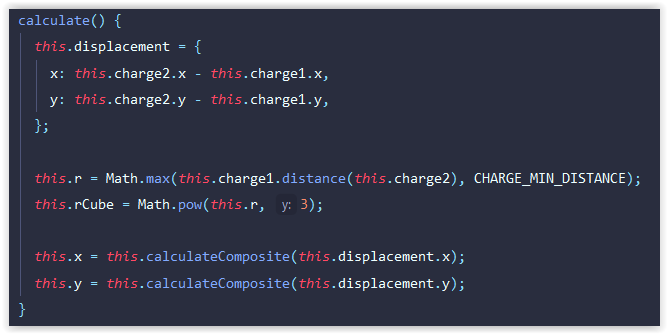 calculate() {
this.displacement = {
x: this.charge2.x - this.charge1.x,
y: this.charge2.y - this.charge1.y,
};
this.r = Math.max(this.charge1.distance(this.charge2), CHARGE_MIN_DISTANCE);
this.rCube = Math.pow(this.r, y: 3);
this.x = this.calculateComposite(this.displacement.x);
this.y = this.calculateComposite(this.displacement.y);
}